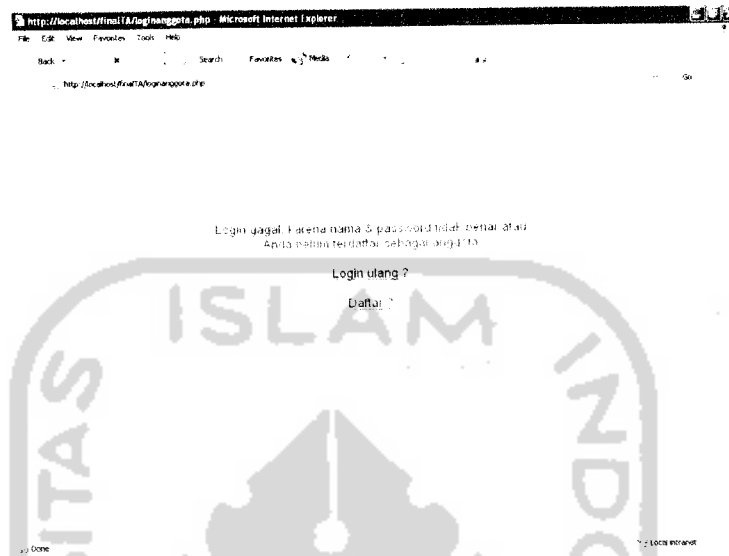 http://localhost/finalTA/loginanggota.php - Microsoft Internet Explorer
File Edit View Favorites Tools Help
Back Search Favorites Media
http://localhost/finalTA/loginanggota.php Go
Login gagal, karena nama & password tidak benar atau
Anda belum terdaftar sebagai anggota
Login ulang ?
Daftar ?
ISLAM
ITAS
INDO
Done Local intranet